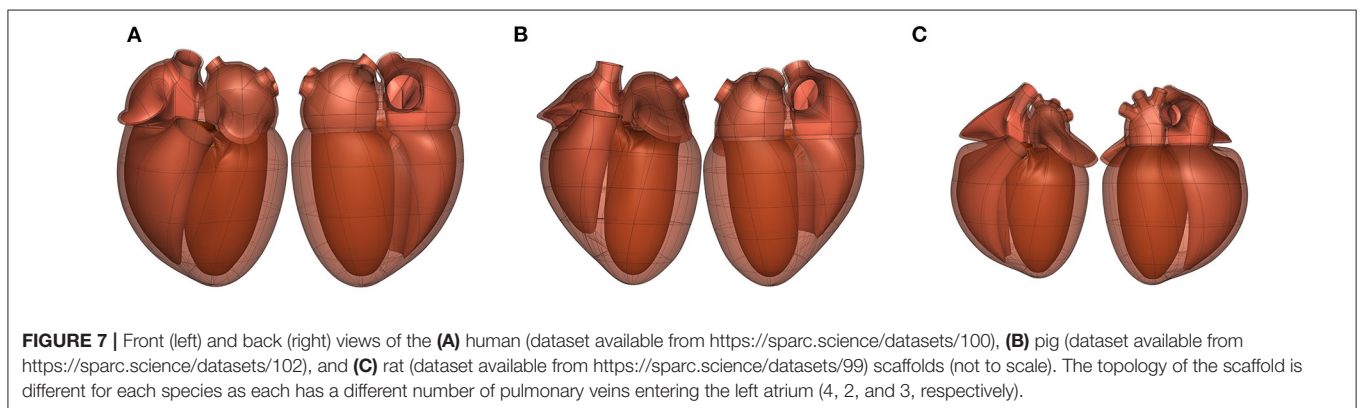 A
B
C
FIGURE 7 | Front (left) and back (right) views of the (A) human (dataset available from https://sparc.science/datasets/100), (B) pig (dataset available from
https://sparc.science/datasets/102), and (C) rat (dataset available from https://sparc.science/datasets/99) scaffolds (not to scale). The topology of the scaffold is
different for each species as each has a different number of pulmonary veins entering the left atrium (4, 2, and 3, respectively).